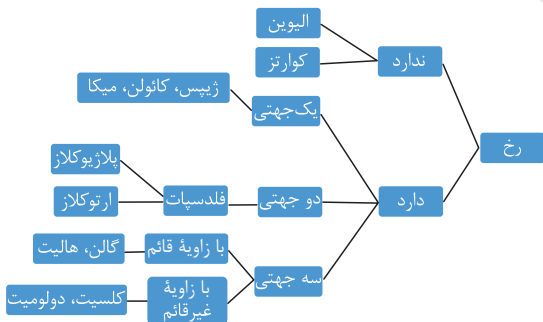 رخ
ندارد
الیوین
کوارتز
دارد
یک‌جهتی
ژیپس، کائولن، میکا
دو جهتی
فلدسپات
پلاژیوکلاز
ارتوکلاز
سه جهتی
با زاویهٔ قائم
گالن، هالیت
با زاویهٔ
غیرقائم
کلسیت، دولومیت